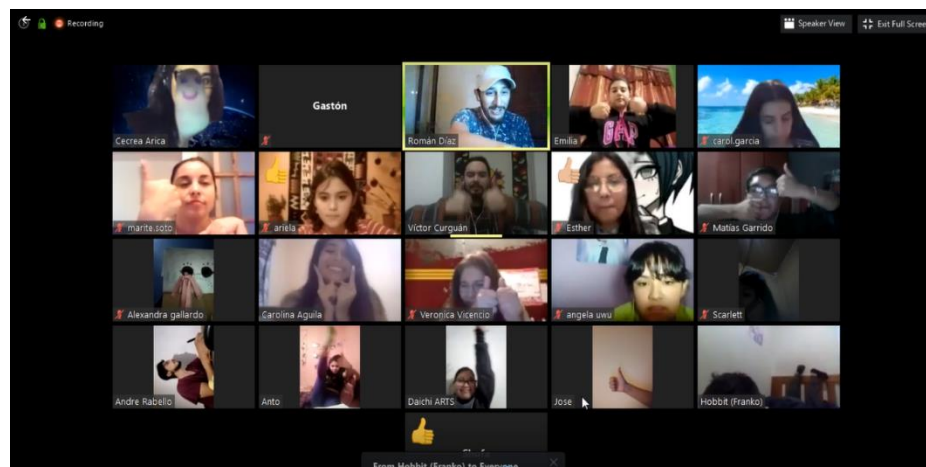 Recording
Speaker View
Exit Full Scree
Cecrea Arica
Gastón
Román Díaz
Emilia
GAP
carol.garcia
marite.soto
ariela
Víctor Curguán
Esther
Matías Garrido
Alexandra gallardo
Carolina Aguila
Veronica Vicencio
angela uwu
Scarlett
Andre Rabello
Anto
Daichi ARTS
Jose
Hobbit (Franko)
From Hobbit (Franko) to Everyone